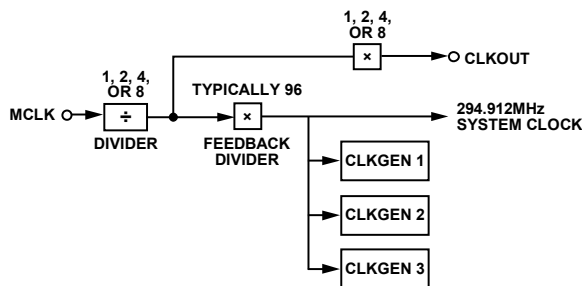 1, 2, 4,
OR 8
×
CLKOUT
1, 2, 4,
OR 8
TYPICALLY 96
MCLK
÷
×
294.912MHz
SYSTEM CLOCK
DIVIDER
FEEDBACK
DIVIDER
CLKGEN 1
CLKGEN 2
CLKGEN 3